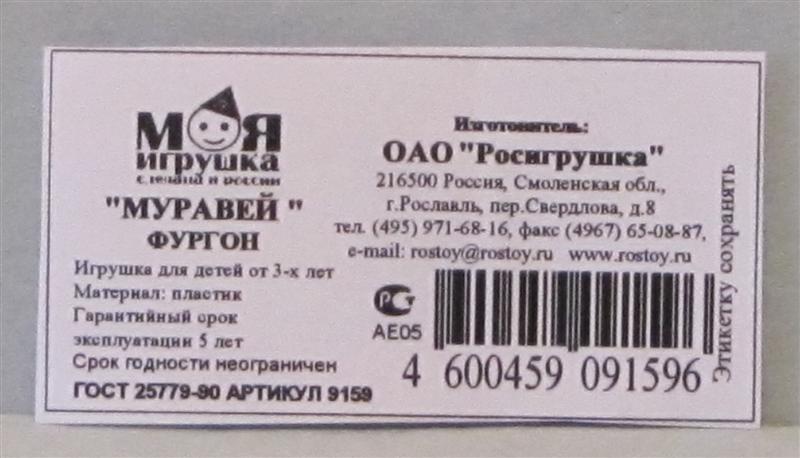 МОЯ
игрушка
сделана в россии
"МУРАВЕЙ "
ФУРГОН
Игрушка для детей от 3-х лет
Материал: пластик
Гарантийный срок
эксплуатации 5 лет
Срок годности неограничен
ГОСТ 25779-90 АРТИКУЛ 9159
Изготовитель:
ОАО "Росигрушка"
216500 Россия, Смоленская обл.,
г.Рославль, пер.Свердлова, д.8
тел. (495) 971-68-16, факс (4967) 65-08-87,
e-mail: rostoy@rostoy.ru www.rostoy.ru
РСТ
АЕ05
4 600459 091596
Этикетку сохранять